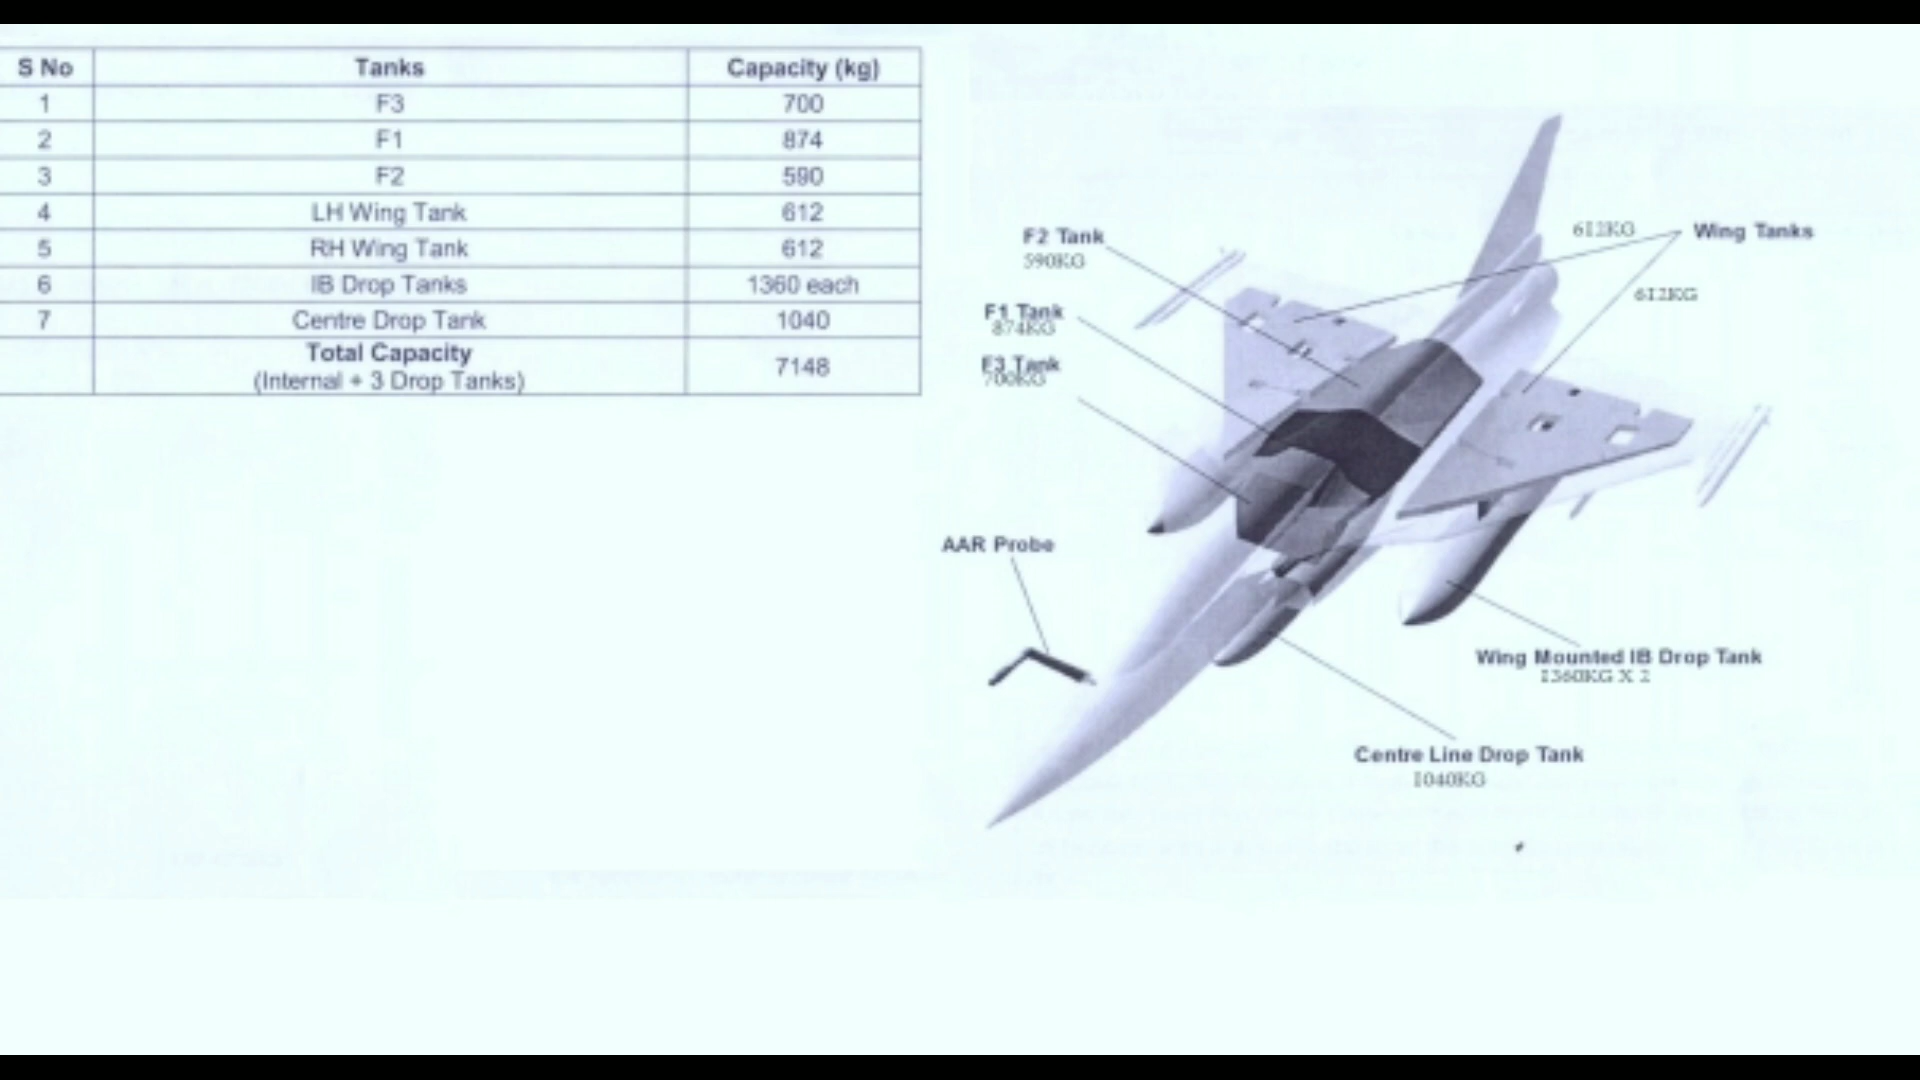 S No Tanks Capacity (kg)
1 F3 700
2 F1 874
3 F2 590
4 LH Wing Tank 612
5 RH Wing Tank 612
6 IB Drop Tanks 1360 each
7 Centre Drop Tank 1040
Total Capacity
(Internal + 3 Drop Tanks) 7148
F2 Tank
590KG
F1 Tank
874KG
F3 Tank
700KG
612KG
Wing Tanks
612KG
AAR Probe
Wing Mounted IB Drop Tank
1360KG X 2
Centre Line Drop Tank
1040KG